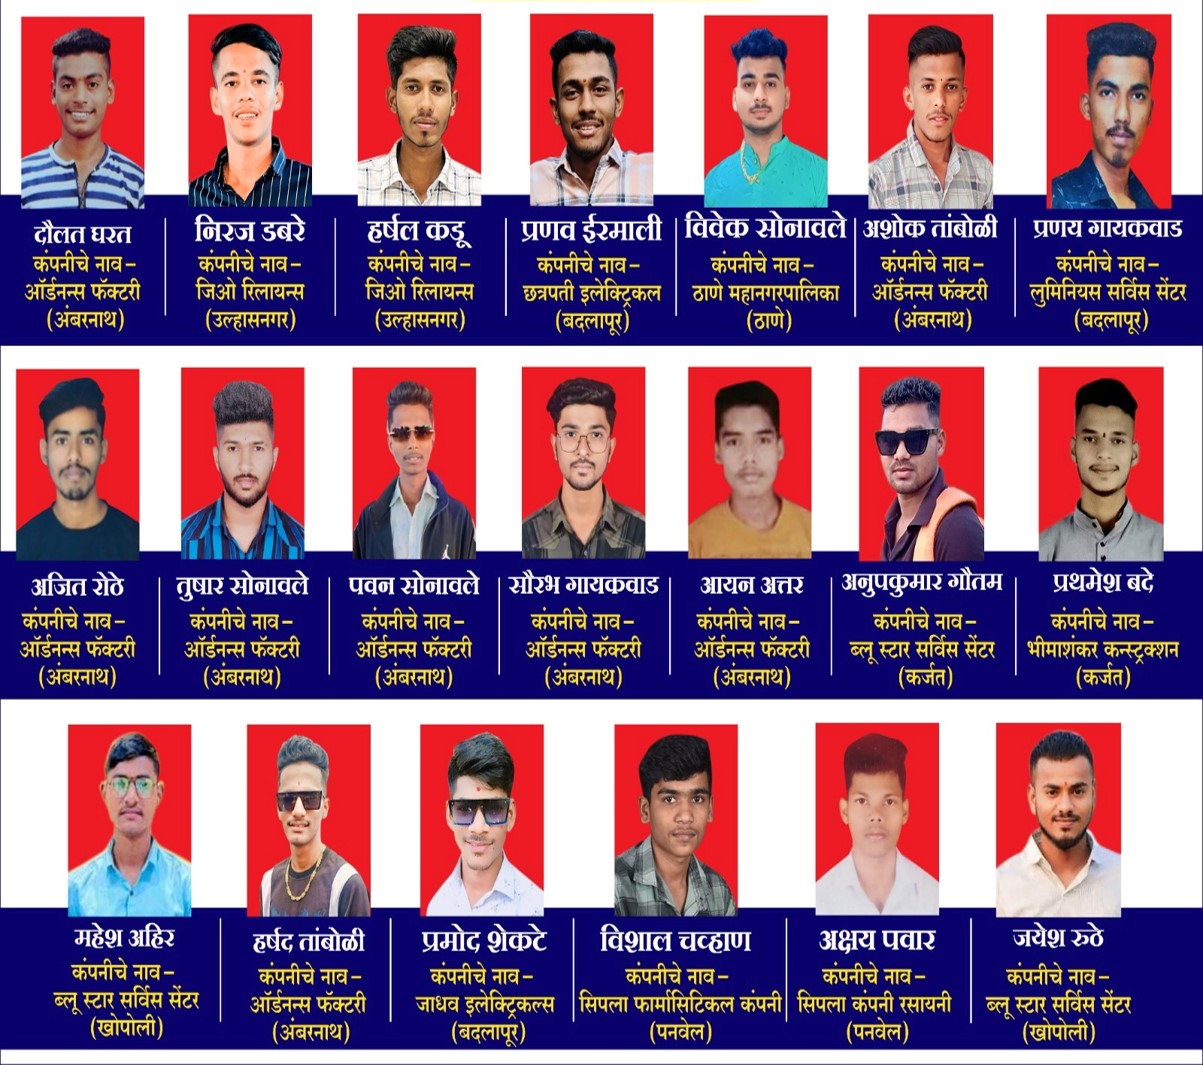 दौलत घरत
कंपनीचे नाव–
ऑर्डनन्स फॅक्टरी
(अंबरनाथ)
निरज डबरे
कंपनीचे नाव–
जिओ रिलायन्स
(उल्हासनगर)
हर्षल कडू
कंपनीचे नाव–
जिओ रिलायन्स
(उल्हासनगर)
प्रणव ईरमाली
कंपनीचे नाव–
छत्रपती इलेक्ट्रिकल
(बदलापूर)
विवेक सोनावले
कंपनीचे नाव–
ठाणे महानगरपालिका
(ठाणे)
अशोक तांबोळी
कंपनीचे नाव–
ऑर्डनन्स फॅक्टरी
(अंबरनाथ)
प्रणय गायकवाड
कंपनीचे नाव–
लुमिनियस सर्विस सेंटर
(बदलापूर)
अजित रोठे
कंपनीचे नाव–
ऑर्डनन्स फॅक्टरी
(अंबरनाथ)
तुषार सोनावले
कंपनीचे नाव–
ऑर्डनन्स फॅक्टरी
(अंबरनाथ)
पवन सोनावले
कंपनीचे नाव–
ऑर्डनन्स फॅक्टरी
(अंबरनाथ)
सौरभ गायकवाड
कंपनीचे नाव–
ऑर्डनन्स फॅक्टरी
(अंबरनाथ)
आयन अत्तर
कंपनीचे नाव–
ऑर्डनन्स फॅक्टरी
(अंबरनाथ)
अनुपकुमार गौतम
कंपनीचे नाव–
ब्लू स्टार सर्विस सेंटर
(कर्जत)
प्रथमेश बदे
कंपनीचे नाव–
भीमाशंकर कन्स्ट्रक्शन
(कर्जत)
महेश अहिर
कंपनीचे नाव–
ब्लू स्टार सर्विस सेंटर
(खोपोली)
हर्षद तांबोळी
कंपनीचे नाव–
ऑर्डनन्स फॅक्टरी
(अंबरनाथ)
प्रमोद शेकटे
कंपनीचे नाव–
जाधव इलेक्ट्रिकल्स
(बदलापूर)
विशाल चव्हाण
कंपनीचे नाव–
सिपला फार्मासिटिकल कंपनी
(पनवेल)
अक्षय पवार
कंपनीचे नाव–
सिपला कंपनी रसायनी
(पनवेल)
जयेश रुठे
कंपनीचे नाव–
ब्लू स्टार सर्विस सेंटर
(खोपोली)